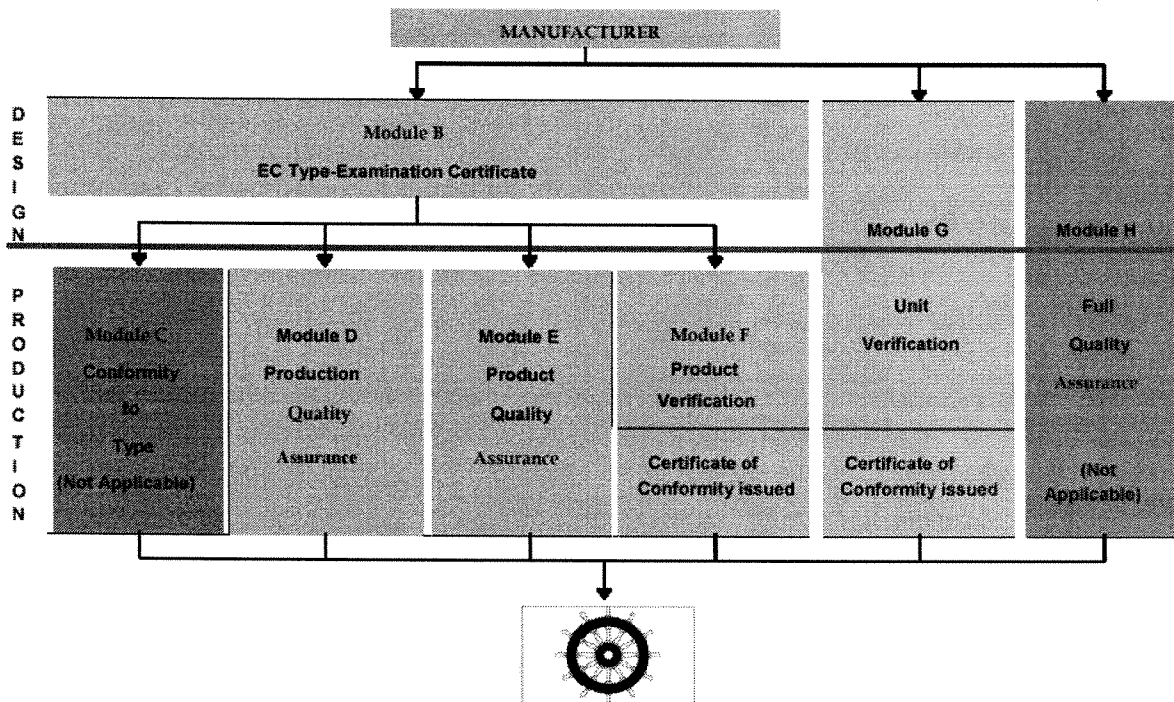 MANUFACTURER
DESIGN
Module B
EC Type-Examination Certificate
Module G
Unit
Verification
Certificate of
Conformity issued
Module H
Full
Quality
Assurance
(Not
Applicable)
PRODUCTION
Module C
Conformity
to
Type
(Not Applicable)
Module D
Production
Quality
Assurance
Module E
Product
Quality
Assurance
Module F
Product
Verification
Certificate of
Conformity issued